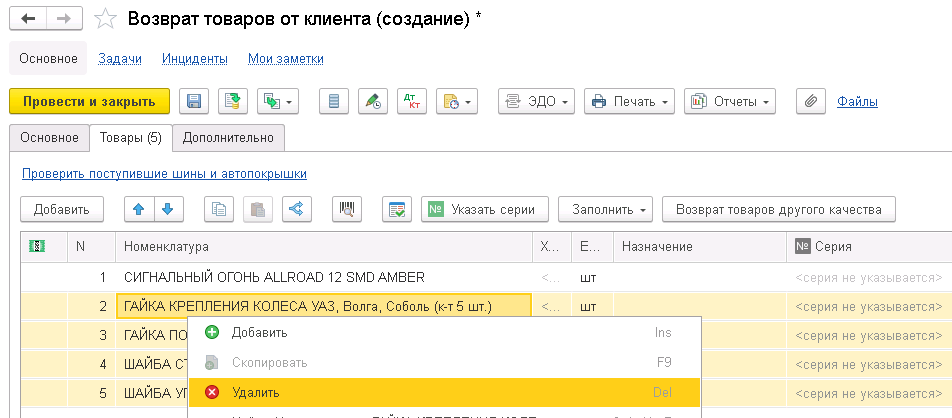 Возврат товаров от клиента (создание) *
Основное Задачи Инциденты Мои заметки
Провести и закрыть Дт Кт ЭДО Печать Отчеты Файлы
Основное Товары (5) Дополнительно
Проверить поступившие шины и автопокрышки
Добавить № Указать серии Заполнить Возврат товаров другого качества
N Номенклатура Х... Е... Назначение № Серия
1 СИГНАЛЬНЫЙ ОГОНЬ ALLROAD 12 SMD AMBER <... шт <серия не указывается>
2 ГАЙКА КРЕПЛЕНИЯ КОЛЕСА УАЗ, Волга, Соболь (к-т 5 шт.) <... шт <серия не указывается>
3 ГАЙКА ПО <серия не указывается>
4 ШАЙБА СТ <серия не указывается>
5 ШАЙБА УГ <серия не указывается>
Добавить Ins
Скопировать F9
Удалить Del